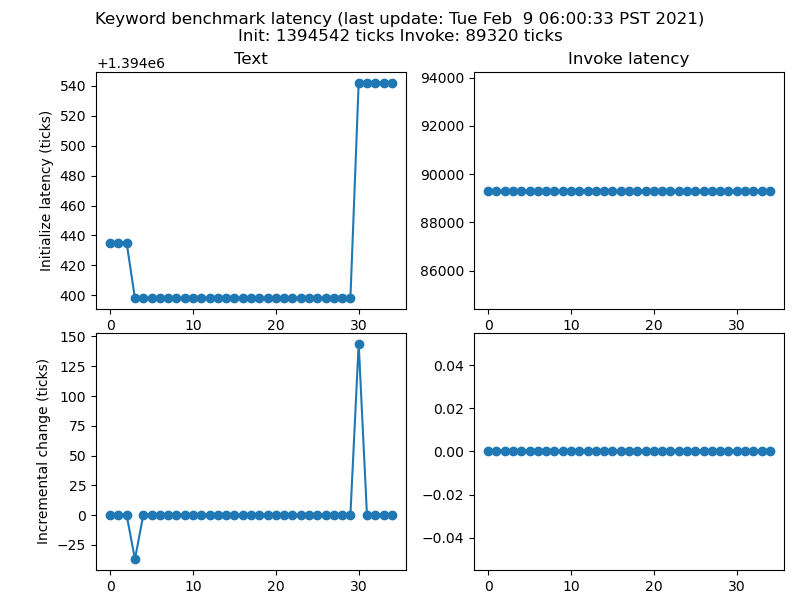 Keyword benchmark latency (last update: Tue Feb  9 06:00:33 PST 2021)
Init: 1394542 ticks Invoke: 89320 ticks
Text
Invoke latency
+1.394e6
Initialize latency (ticks)
540
520
500
480
460
440
420
400
0 10 20 30
94000
92000
90000
88000
86000
0 10 20 30
Incremental change (ticks)
150
125
100
75
50
25
0
−25
0 10 20 30
0.04
0.02
0.00
−0.02
−0.04
0 10 20 30